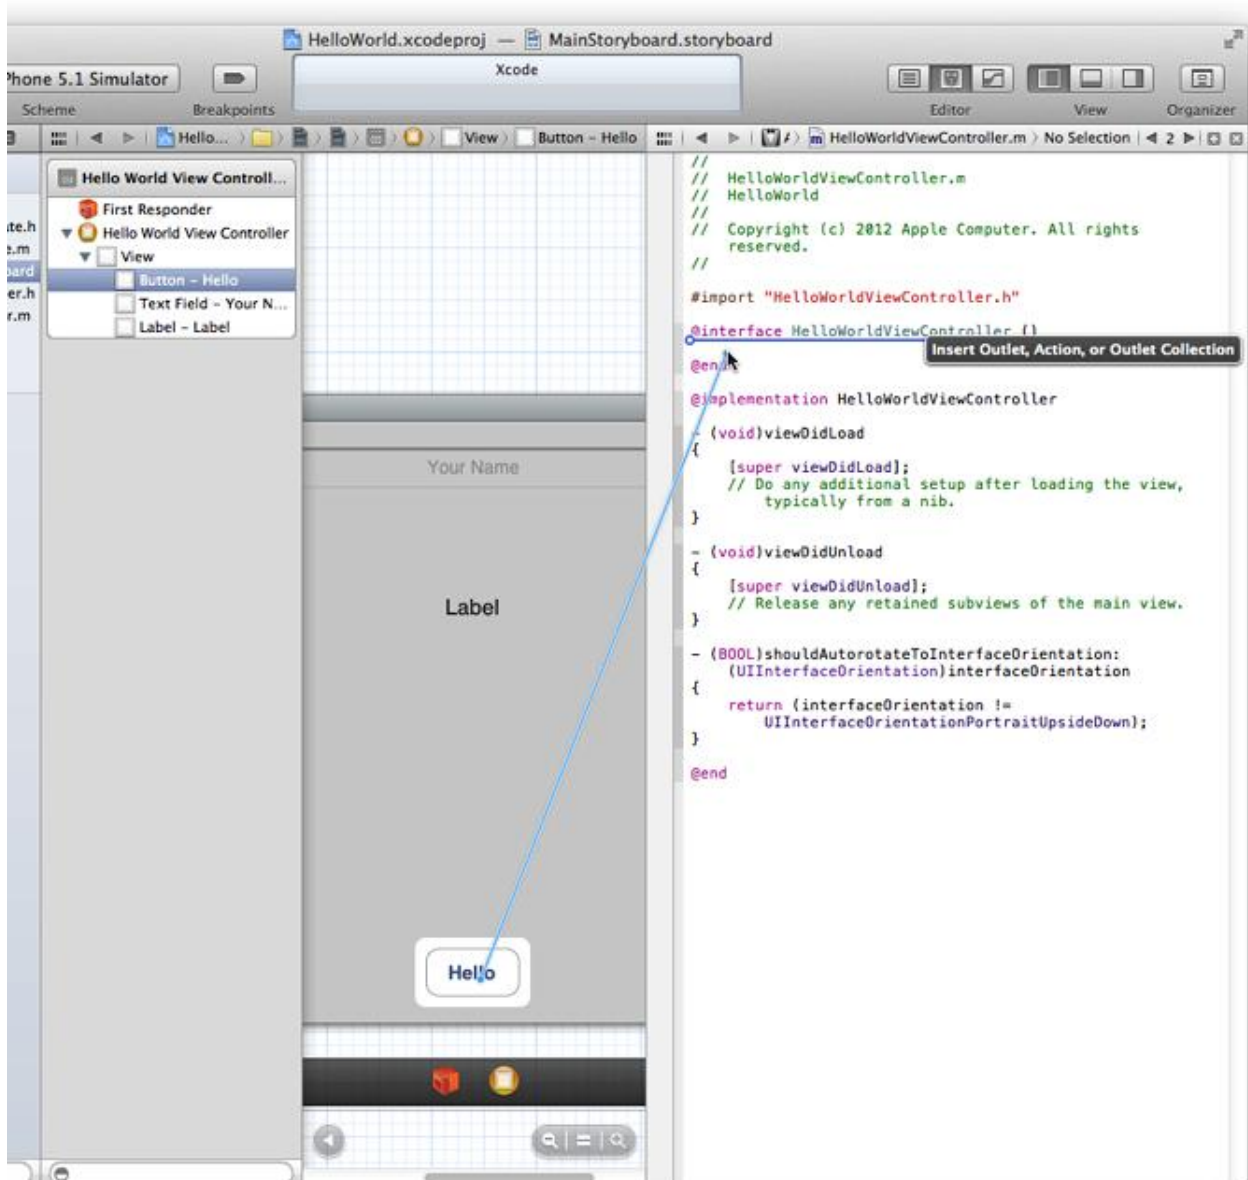 HelloWorld.xcodeproj — MainStoryboard.storyboard
Phone 5.1 Simulator
Xcode
Scheme
Breakpoints
Editor
View
Organizer
Hello...
View
Button – Hello
HelloWorldViewController.m
No Selection
2
Hello World View Controll...
First Responder
Hello World View Controller
View
Button – Hello
Text Field – Your N...
Label – Label
te.h
e.m
oard
er.h
r.m
Your Name
Label
Hello
//
// HelloWorldViewController.m
// HelloWorld
//
// Copyright (c) 2012 Apple Computer. All rights
reserved.
//
#import "HelloWorldViewController.h"
@interface HelloWorldViewController ()
Insert Outlet, Action, or Outlet Collection
@end
@implementation HelloWorldViewController
- (void)viewDidLoad
{
[super viewDidLoad];
// Do any additional setup after loading the view,
typically from a nib.
}
- (void)viewDidUnload
{
[super viewDidUnload];
// Release any retained subviews of the main view.
}
- (BOOL)shouldAutorotateToInterfaceOrientation:
(UIInterfaceOrientation)interfaceOrientation
{
return (interfaceOrientation !=
UIInterfaceOrientationPortraitUpsideDown);
}
@end